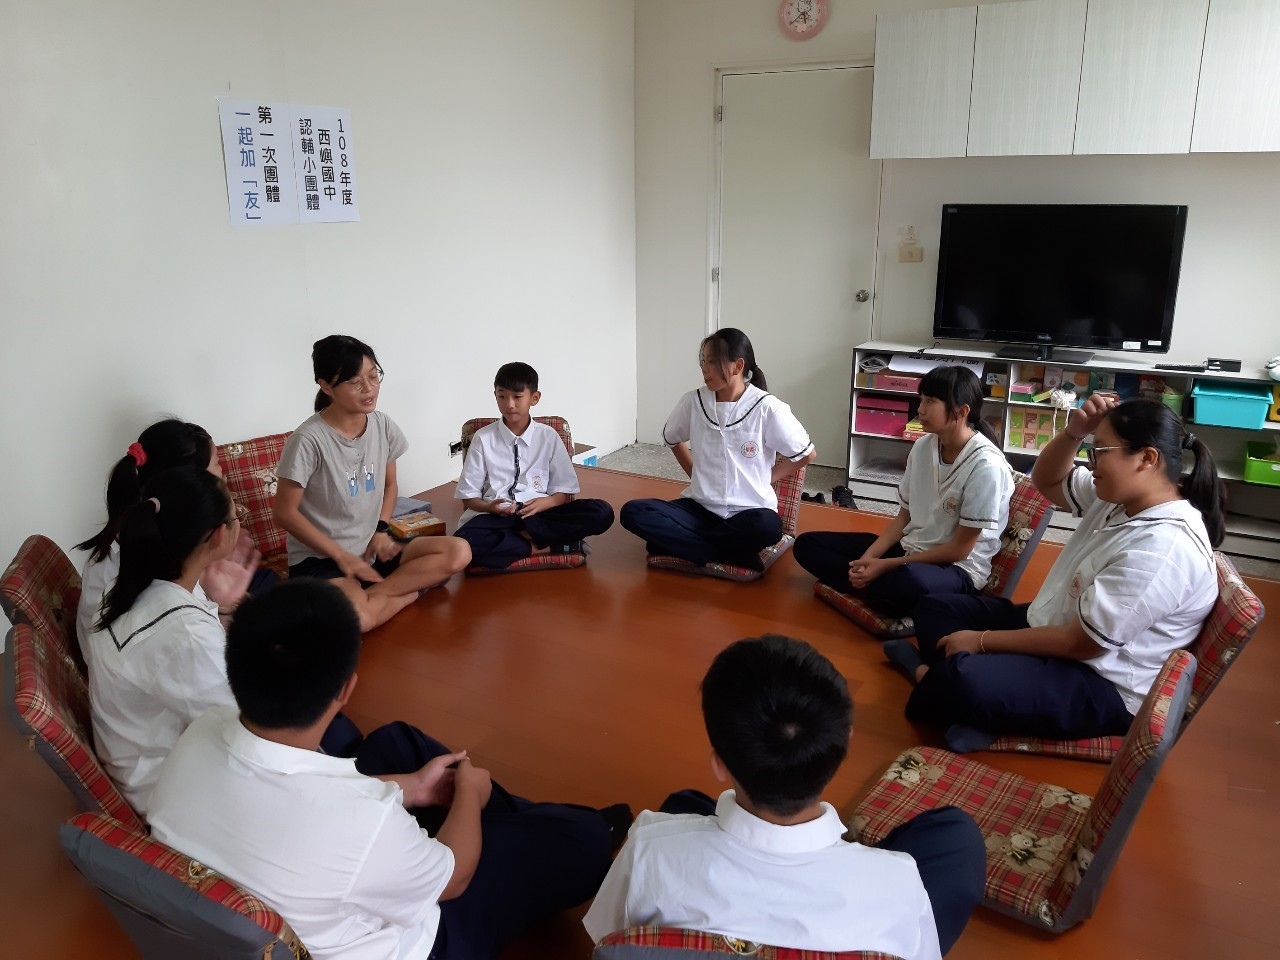 108年度
西嶼國中
認輔小團體
第一次團體
一起加「友」